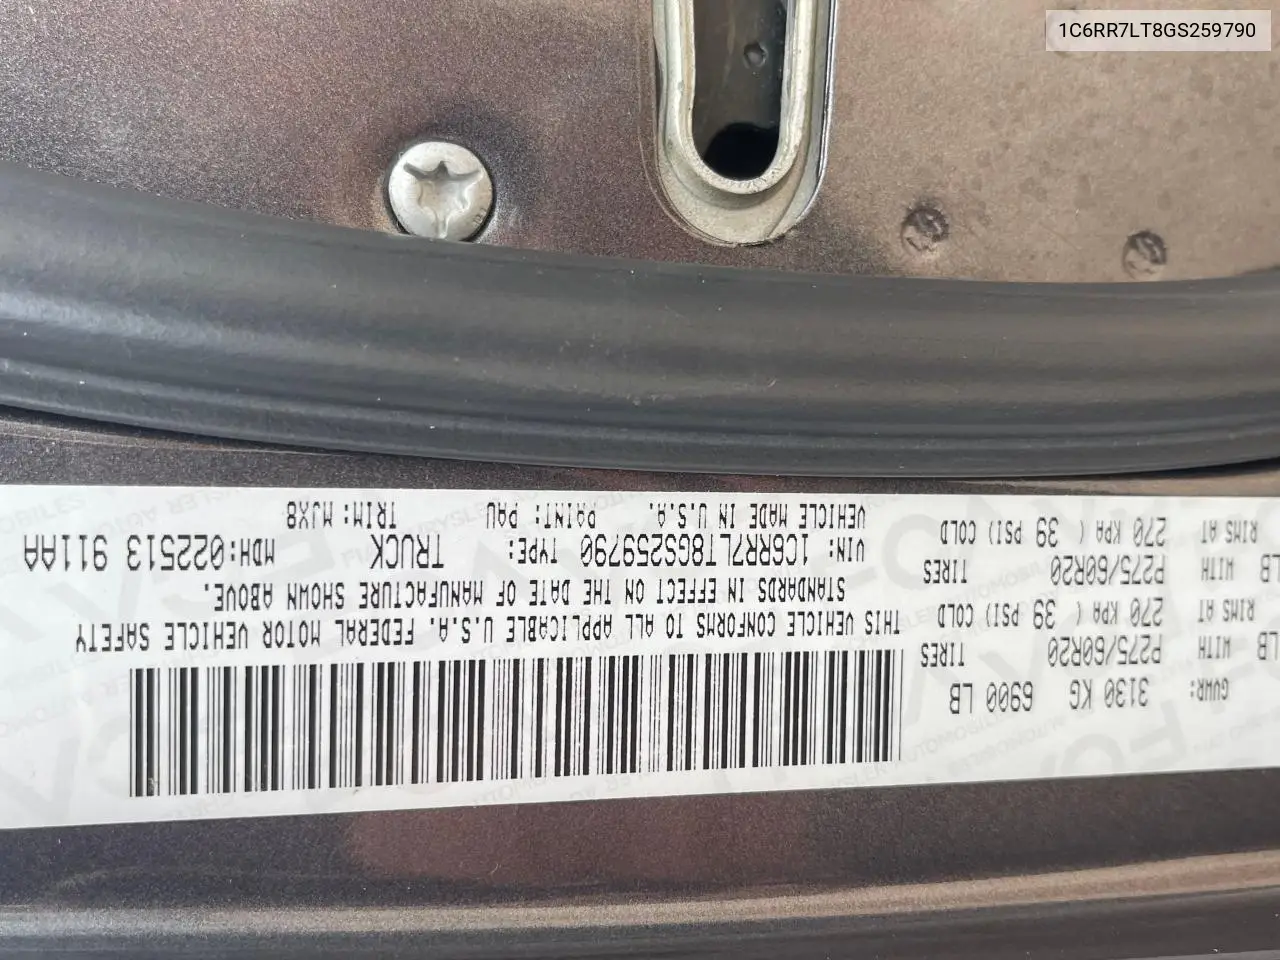 1C6RR7LT8GS259790
GVWR: 3130 KG 6900 LB
LB WITH P275/60R20 TIRES
RIMS AT 270 KPA ( 39 PSI) COLD
LB WITH P275/60R20 TIRES
RIMS AT 270 KPA ( 39 PSI) COLD
THIS VEHICLE CONFORMS TO ALL APPLICABLE U.S.A. FEDERAL MOTOR VEHICLE SAFETY
STANDARDS IN EFFECT ON THE DATE OF MANUFACTURE SHOWN ABOVE.
VIN: 1C6RR7LT8GS259790 TYPE: TRUCK MDH:022513 911AA
VEHICLE MADE IN U.S.A. PAINT: PAU TRIM: MJX8